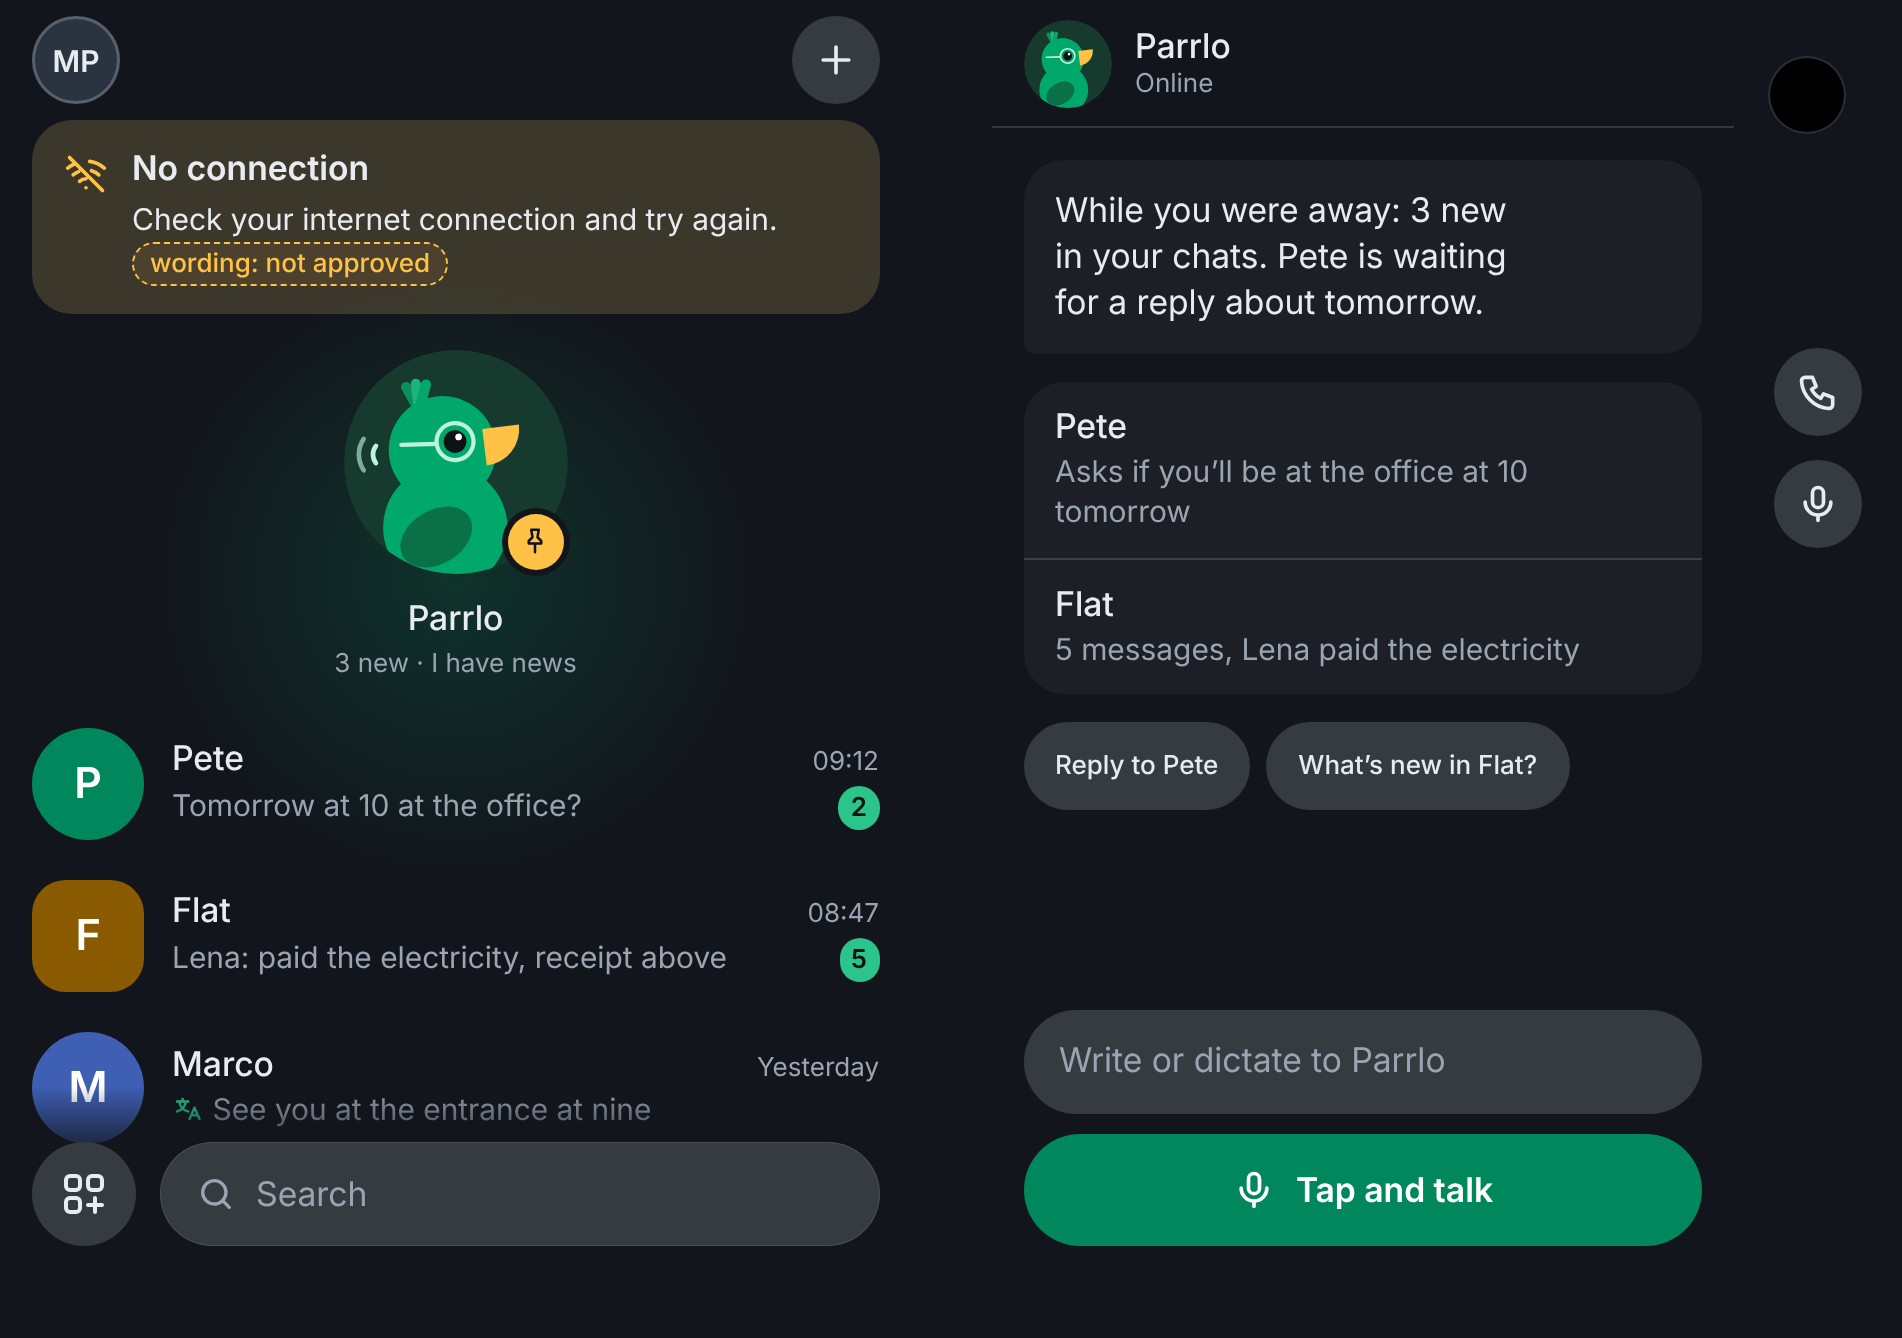 MP
No connection
Check your internet connection and try again.
wording: not approved
Parrlo
3 new · I have news
P
Pete
09:12
Tomorrow at 10 at the office?
2
F
Flat
08:47
Lena: paid the electricity, receipt above
5
M
Marco
Yesterday
See you at the entrance at nine
Search
Parrlo
Online
While you were away: 3 new
in your chats. Pete is waiting
for a reply about tomorrow.
Pete
Asks if you’ll be at the office at 10
tomorrow
Flat
5 messages, Lena paid the electricity
Reply to Pete
What’s new in Flat?
Write or dictate to Parrlo
Tap and talk